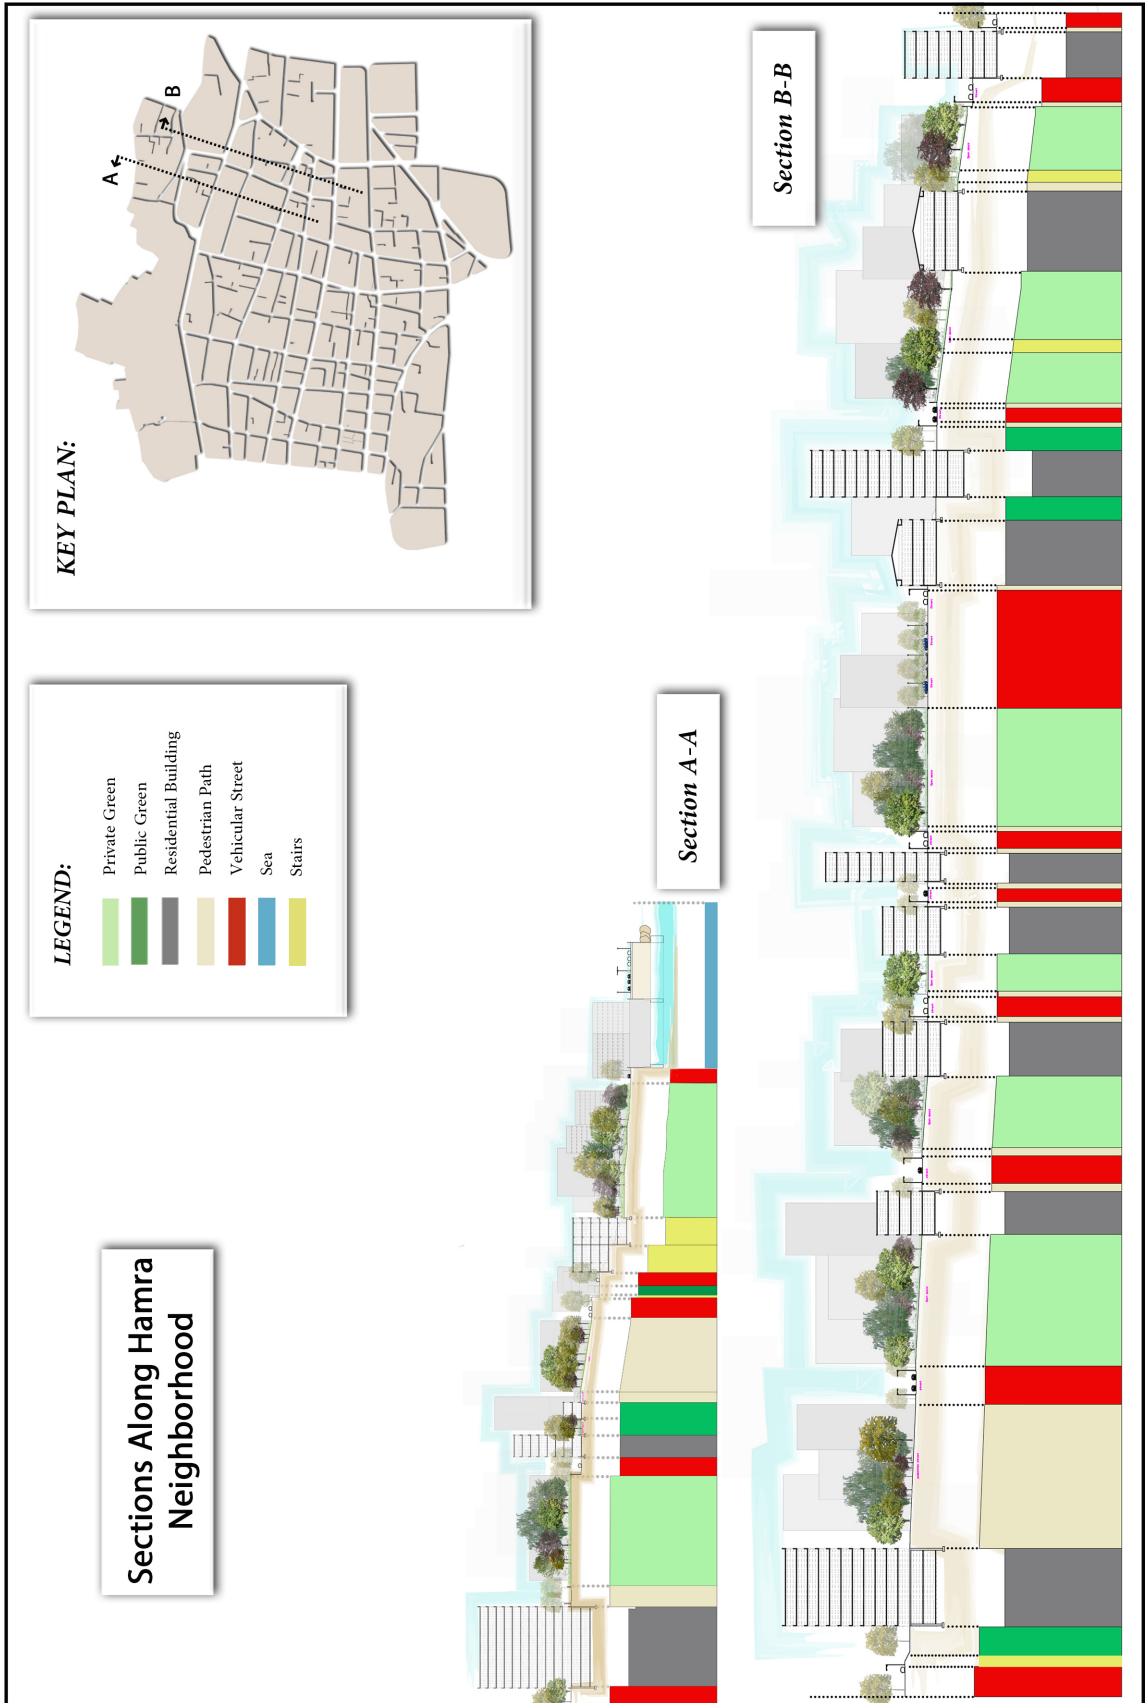 Sections Along Hamra
Neighborhood
LEGEND:
Private Green
Public Green
Residential Building
Pedestrian Path
Vehicular Street
Sea
Stairs
KEY PLAN:
A
B
Section A-A
Section B-B